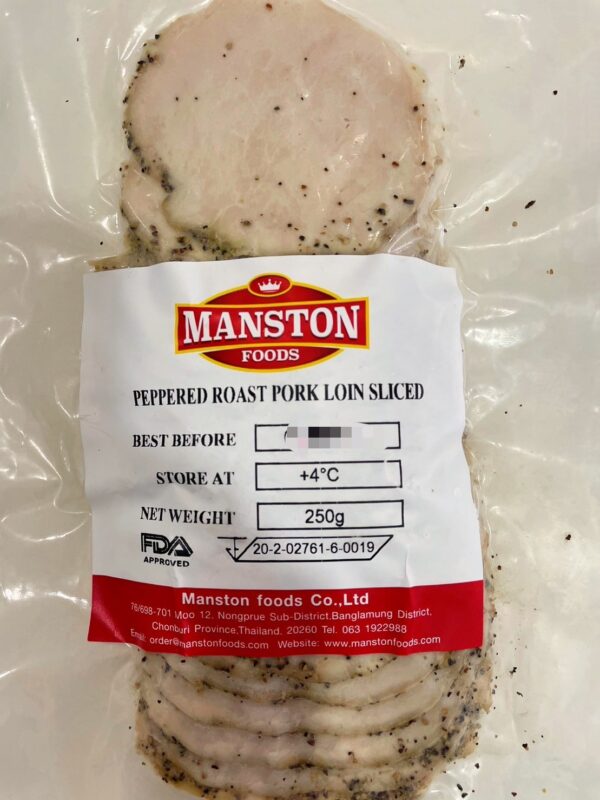 MANSTON
FOODS
PEPPERED ROAST PORK LOIN SLICED
BEST BEFORE
STORE AT +4°C
NET WEIGHT 250g
FDA
APPROVED
20-2-02761-6-0019
Manston foods Co.,Ltd
76/698-701 Moo 12. Nongprue Sub-District.Banglamung District,
Chonburi Province,Thailand. 20260 Tel. 063 1922988
Email: order@manstonfoods.com Website: www.manstonfoods.com